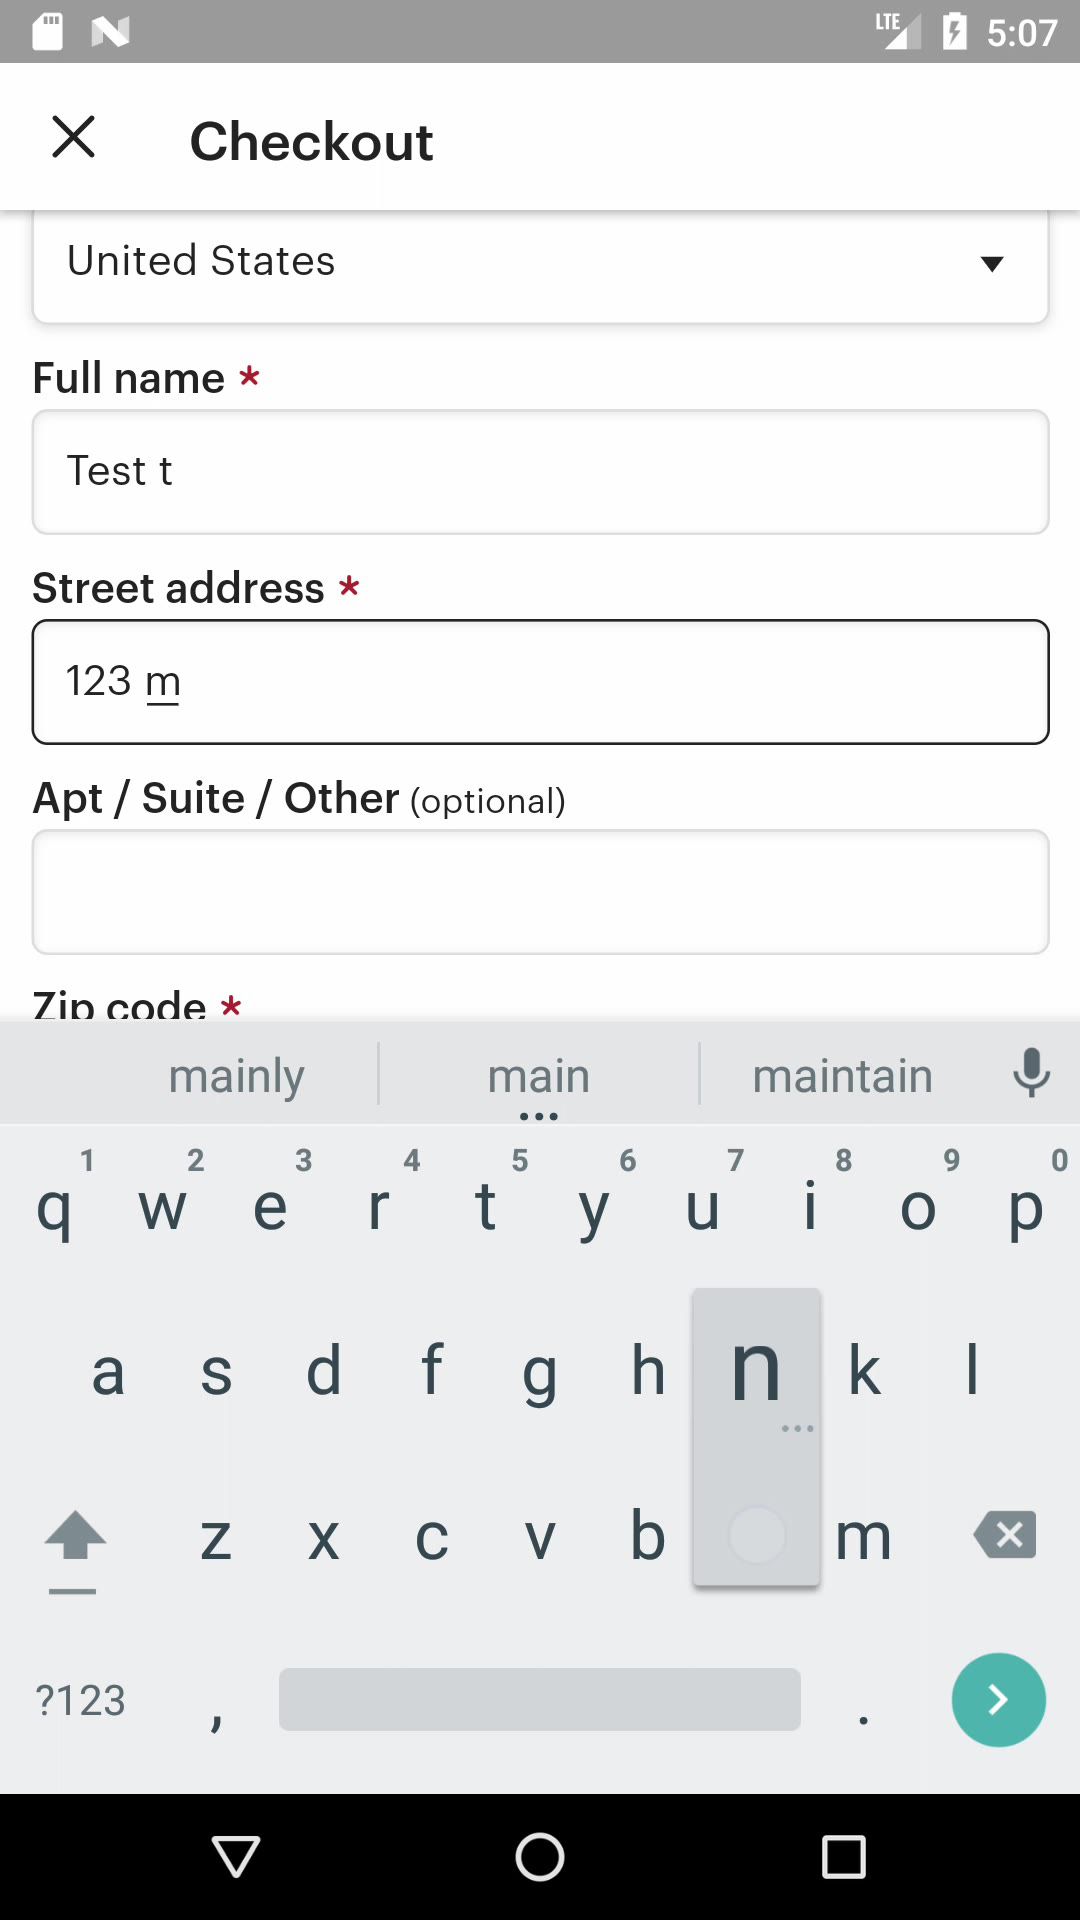 LTE 5:07
Checkout
United States
Full name *
Test t
Street address *
123 m
Apt / Suite / Other (optional)
Zip code *
mainly main maintain
1 2 3 4 5 6 7 8 9 0
q w e r t y u i o p
a s d f g h n k l
z x c v b m
?123 , .